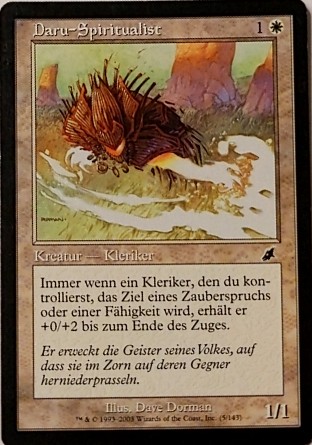 Daru-Spiritualist 1
Kreatur — Kleriker
Immer wenn ein Kleriker, den du kon-
trollierst, das Ziel eines Zauberspruchs
oder einer Fähigkeit wird, erhält er
+0/+2 bis zum Ende des Zuges.
Er erweckt die Geister seines Volkes, auf
dass sie im Zorn auf deren Gegner
herniederprasseln.
Illus. Dave Dorman
™ & © 1993-2003 Wizards of the Coast, Inc. (5/143)
1/1